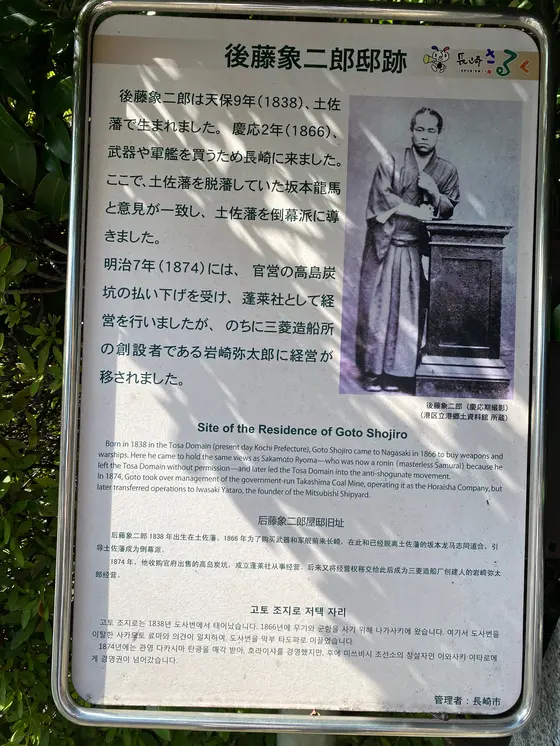 後藤象二郎邸跡
長崎さるく
後藤象二郎は天保9年(1838)、土佐
藩で生まれました。慶応2年(1866)、
武器や軍艦を買うため長崎に来ました。
ここで、土佐藩を脱藩していた坂本龍馬
と意見が一致し、土佐藩を倒幕派に導
きました。
明治7年(1874)には、官営の高島炭
坑の払い下げを受け、蓬莱社として経
営を行いましたが、のちに三菱造船所
の創設者である岩崎弥太郎に経営が
移されました。
後藤象二郎(慶応期撮影)
(港区立港郷土資料館 所蔵)
Site of the Residence of Goto Shojiro
Born in 1838 in the Tosa Domain (present day Kochi Prefecture), Goto Shojiro came to Nagasaki in 1866 to buy weapons and
warships. Here he came to hold the same views as Sakamoto Ryoma—who was now a ronin (masterless Samurai) because he
left the Tosa Domain without permission—and later led the Tosa Domain into the anti-shogunate movement.
In 1874, Goto took over management of the government-run Takashima Coal Mine, operating it as the Horaisha Company, but
later transferred operations to Iwasaki Yataro, the founder of the Mitsubishi Shipyard.
后藤象二郎屋邸旧址
后藤象二郎 1838 年出生在土佐藩，1866 年为了购买武器和军舰前来长崎，在此和已经脱离土佐藩的坂本龙马志同道合，引
导土佐藩成为倒幕派．
1874 年，他收购官府出售的高岛炭坑，成立蓬莱社从事经营，后来又将经营权移交给此后成为三菱造船厂创建人的岩崎弥太
郎经营．
고토 조지로 저택 자리
고토 조지로는 1838년 도사번에서 태어났습니다. 1866년에 무기와 군함을 사기 위해 나가사키에 왔습니다. 여기서 도사번을
이탈한 사카모토 료마와 의견이 일치하여, 도사번을 막부 타도파로 이끌었습니다.
1874년에는 관영 다카시마 탄광을 매각 받아, 호라이샤를 경영했지만, 후에 미쓰비시 조선소의 창설자인 이와사키 야타로에
게 경영권이 넘어갔습니다.
管理者：長崎市